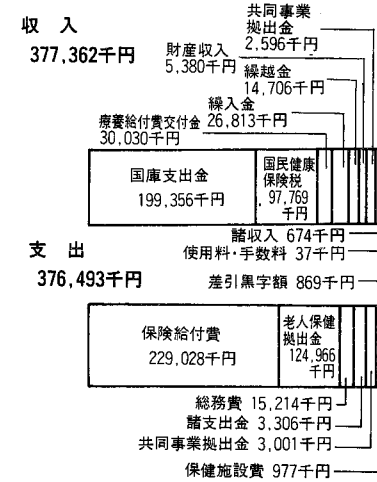 収入
377,362千円
共同事業
拠出金
2,596千円
財産収入
5,380千円
繰越金
14,706千円
繰入金
26,813千円
療養給付費交付金
30,030千円
国庫支出金
199,356千円
国民健康
保険税
97,769
千円
諸収入 674千円
使用料・手数料 37千円
支出
376,493千円
差引黒字額 869千円
保険給付費
229,028千円
老人保健
拠出金
124,966
千円
総務費 15,214千円
諸支出金 3,306千円
共同事業拠出金 3,001千円
保健施設費 977千円